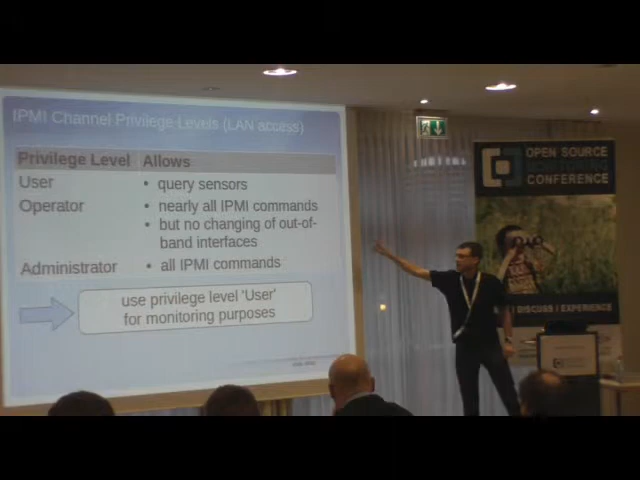 IPMI Channel Privilege Levels (LAN access)
Privilege Level Allows
User • query sensors
Operator • nearly all IPMI commands
• but no changing of out-of-
band interfaces
Administrator • all IPMI commands
use privilege level 'User'
for monitoring purposes
OPEN SOURCE
MONITORING
CONFERENCE
| DISCUSS | EXPERIENCE